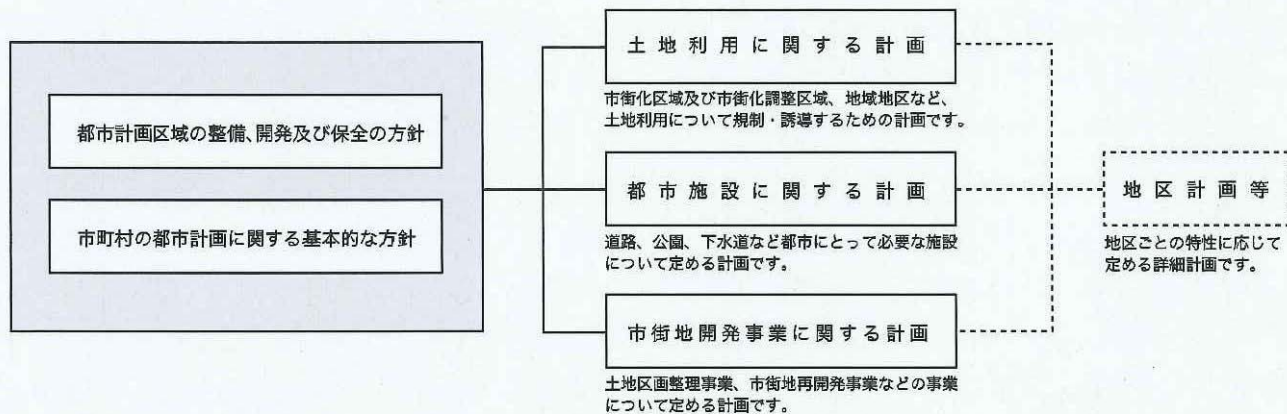 都市計画区域の整備、開発及び保全の方針
市町村の都市計画に関する基本的な方針
土地利用に関する計画
市街化区域及び市街化調整区域、地域地区など、
土地利用について規制・誘導するための計画です。
都市施設に関する計画
道路、公園、下水道など都市にとって必要な施設
について定める計画です。
市街地開発事業に関する計画
土地区画整理事業、市街地再開発事業などの事業
について定める計画です。
地区計画等
地区ごとの特性に応じて
定める詳細計画です。